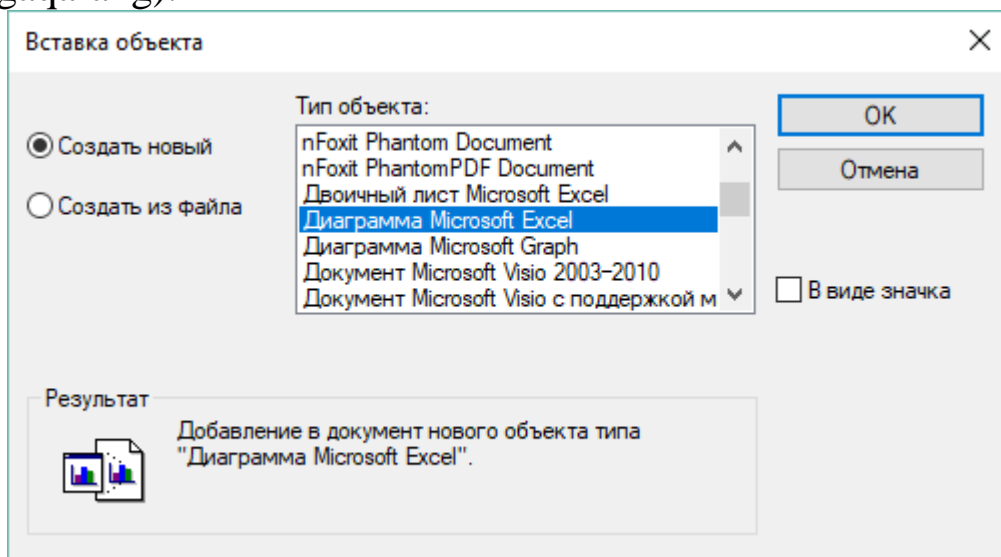 Вставка объекта
Тип объекта:
Создать новый
Создать из файла
nFoxit Phantom Document
nFoxit PhantomPDF Document
Двоичный лист Microsoft Excel
Диаграмма Microsoft Excel
Диаграмма Microsoft Graph
Документ Microsoft Visio 2003-2010
Документ Microsoft Visio с поддержкой м
OK
Отмена
В виде значка
Результат
Добавление в документ нового объекта типа
"Диаграмма Microsoft Excel".